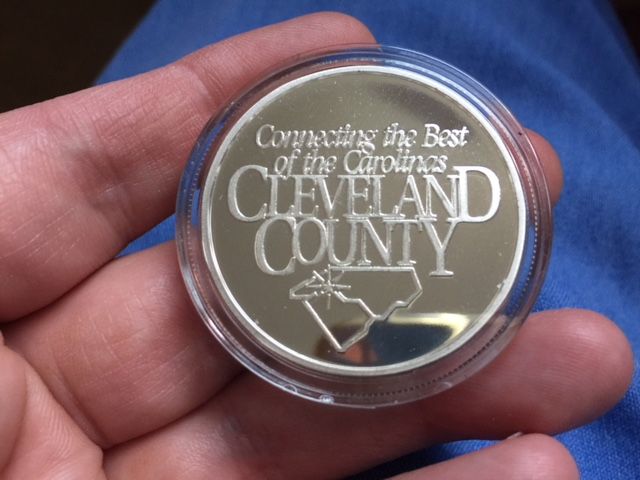 Connecting the Best
of the Carolinas
CLEVELAND
COUNTY